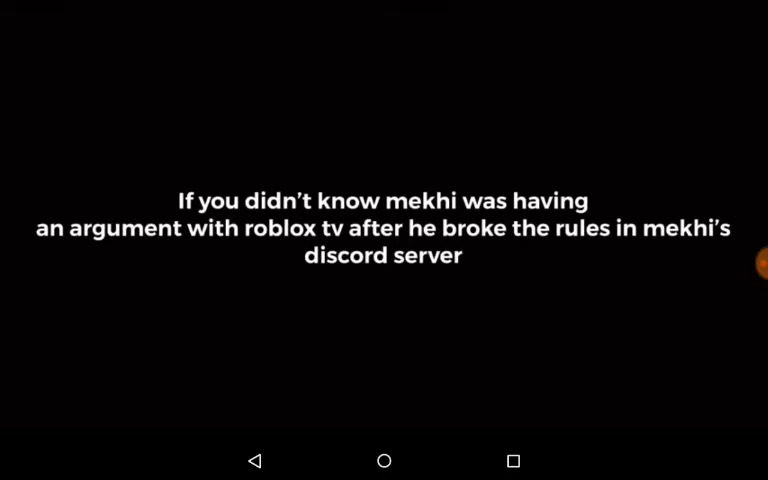 If you didn't know mekhi was having
an argument with roblox tv after he broke the rules in mekhi's
discord server